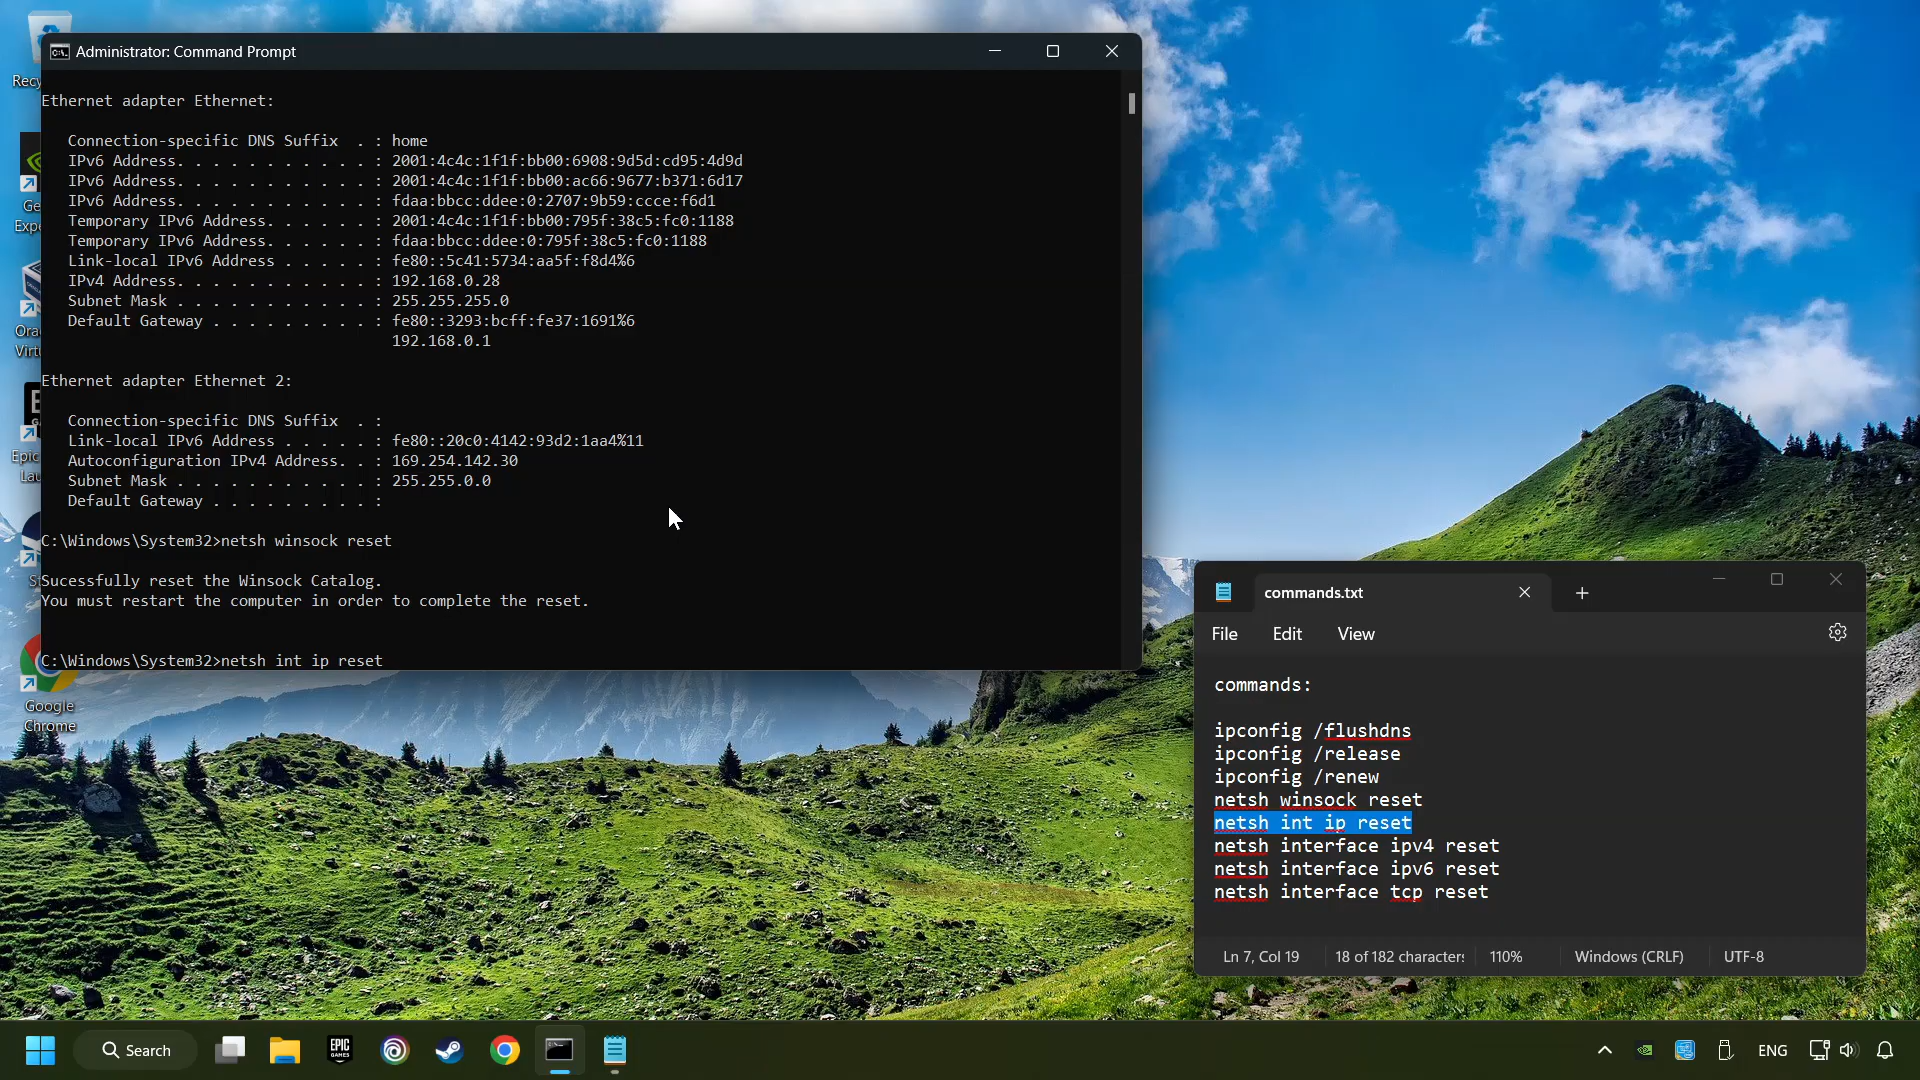 Administrator: Command Prompt
Ethernet adapter Ethernet:
Connection-specific DNS Suffix  . : home
IPv6 Address. . . . . . . . . . . : 2001:4c4c:1f1f:bb00:6908:9d5d:cd95:4d9d
IPv6 Address. . . . . . . . . . . : 2001:4c4c:1f1f:bb00:ac66:9677:b371:6d17
IPv6 Address. . . . . . . . . . . : fdaa:bbcc:ddee:0:2707:9b59:ccce:f6d1
Temporary IPv6 Address. . . . . . : 2001:4c4c:1f1f:bb00:795f:38c5:fc0:1188
Temporary IPv6 Address. . . . . . : fdaa:bbcc:ddee:0:795f:38c5:fc0:1188
Link-local IPv6 Address . . . . . : fe80::5c41:5734:aa5f:f8d4%6
IPv4 Address. . . . . . . . . . . : 192.168.0.28
Subnet Mask . . . . . . . . . . . : 255.255.255.0
Default Gateway . . . . . . . . . : fe80::3293:bcff:fe37:1691%6
192.168.0.1
Ethernet adapter Ethernet 2:
Connection-specific DNS Suffix  . :
Link-local IPv6 Address . . . . . : fe80::20c0:4142:93d2:1aa4%11
Autoconfiguration IPv4 Address. . : 169.254.142.30
Subnet Mask . . . . . . . . . . . : 255.255.0.0
Default Gateway . . . . . . . . . :
C:\Windows\System32>netsh winsock reset
Sucessfully reset the Winsock Catalog.
You must restart the computer in order to complete the reset.
C:\Windows\System32>netsh int ip reset
Google
Chrome
commands.txt
File Edit View
commands:
ipconfig /flushdns
ipconfig /release
ipconfig /renew
netsh winsock reset
netsh int ip reset
netsh interface ipv4 reset
netsh interface ipv6 reset
netsh interface tcp reset
Ln 7, Col 19 18 of 182 characters 110% Windows (CRLF) UTF-8
Search
EPIC
GAMES
ENG